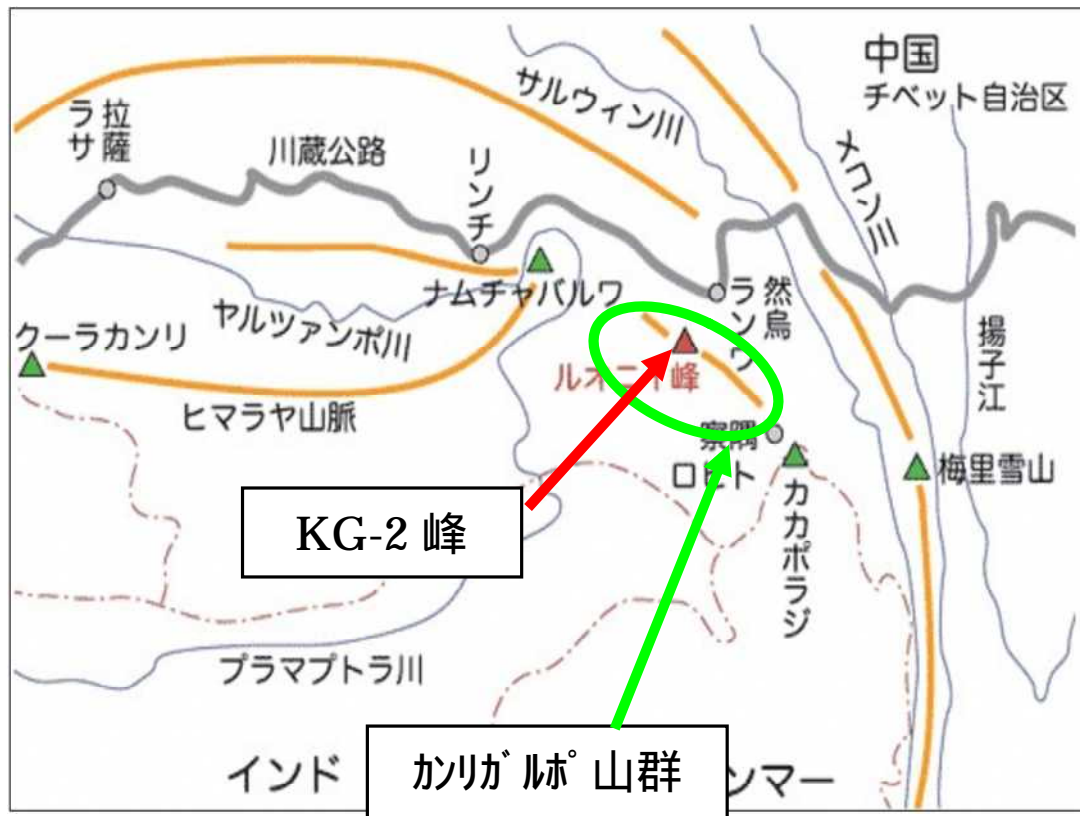 中国
チベット自治区
サルウィン川
メコン川
拉薩
ラサ
川蔵公路
リンチ
ナムチャバルワ
然烏
ランウ
ヤルツァンポ川
クーラカンリ
ヒマラヤ山脈
揚子江
察隅
ロヒト
カカポラジ
梅里雪山
KG-2 峰
プラマプトラ川
インド
ｶﾝﾘｶﾞﾙﾎﾟ 山群
ンマー